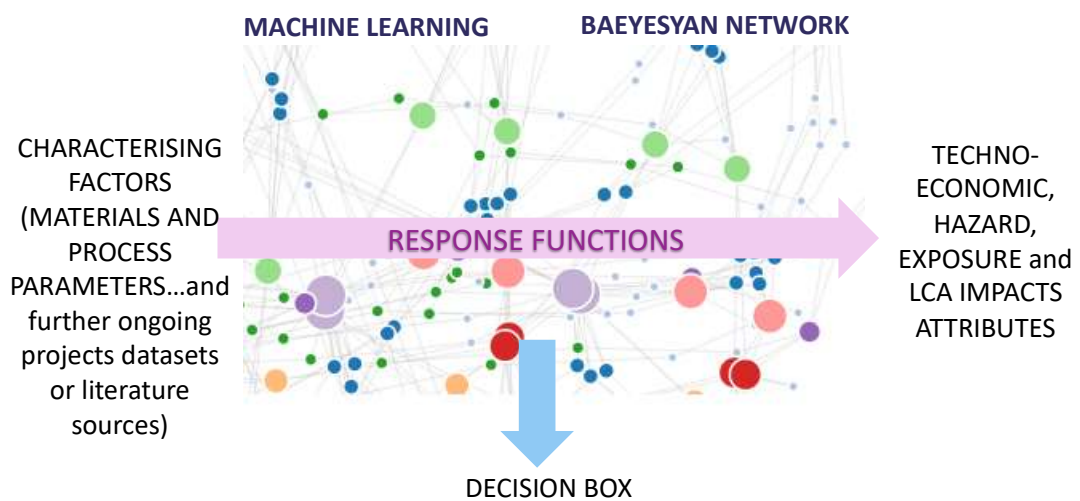 MACHINE LEARNING
BAEYESYAN NETWORK
CHARACTERISING
FACTORS
(MATERIALS AND
PROCESS
PARAMETERS...and
further ongoing
projects datasets
or literature
sources)
RESPONSE FUNCTIONS
TECHNO-
ECONOMIC,
HAZARD,
EXPOSURE and
LCA IMPACTS
ATTRIBUTES
DECISION BOX